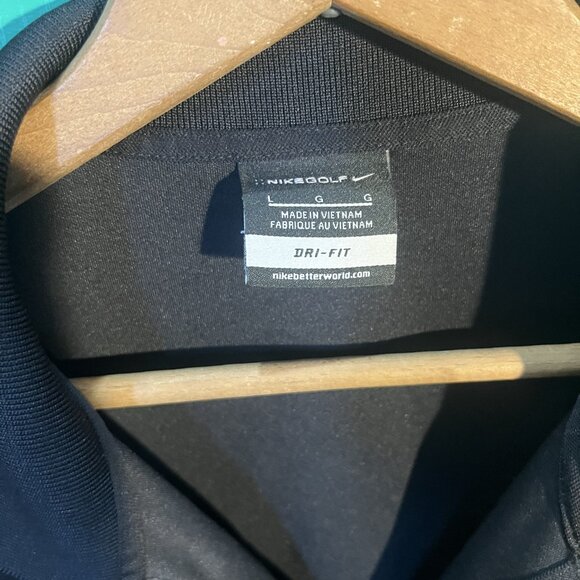 NIKEGOLF
L G G
MADE IN VIETNAM
FABRIQUE AU VIETNAM
DRI-FIT
nikebetterworld.com